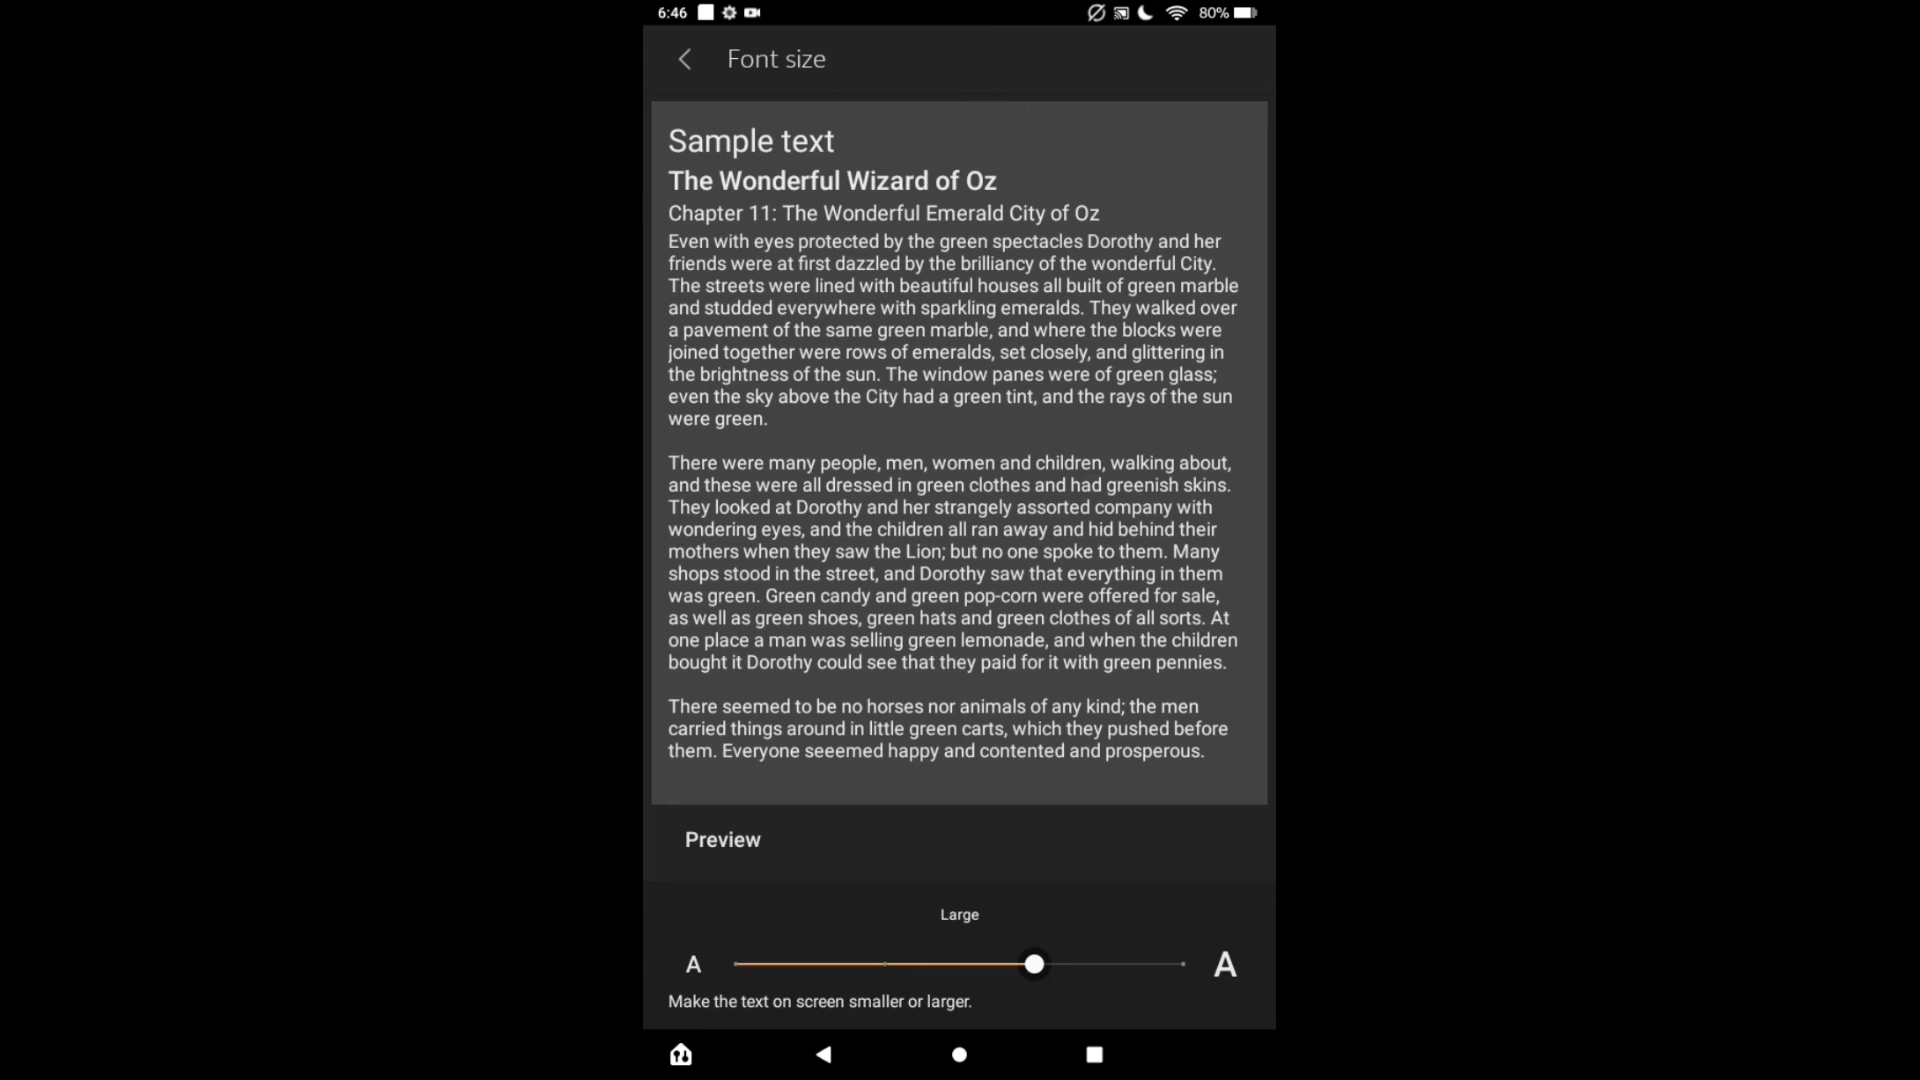 6:46
80%
Font size
Sample text
The Wonderful Wizard of Oz
Chapter 11: The Wonderful Emerald City of Oz
Even with eyes protected by the green spectacles Dorothy and her
friends were at first dazzled by the brilliancy of the wonderful City.
The streets were lined with beautiful houses all built of green marble
and studded everywhere with sparkling emeralds. They walked over
a pavement of the same green marble, and where the blocks were
joined together were rows of emeralds, set closely, and glittering in
the brightness of the sun. The window panes were of green glass;
even the sky above the City had a green tint, and the rays of the sun
were green.
There were many people, men, women and children, walking about,
and these were all dressed in green clothes and had greenish skins.
They looked at Dorothy and her strangely assorted company with
wondering eyes, and the children all ran away and hid behind their
mothers when they saw the Lion; but no one spoke to them. Many
shops stood in the street, and Dorothy saw that everything in them
was green. Green candy and green pop-corn were offered for sale,
as well as green shoes, green hats and green clothes of all sorts. At
one place a man was selling green lemonade, and when the children
bought it Dorothy could see that they paid for it with green pennies.
There seemed to be no horses nor animals of any kind; the men
carried things around in little green carts, which they pushed before
them. Everyone seeemed happy and contented and prosperous.
Preview
Large
A A
Make the text on screen smaller or larger.